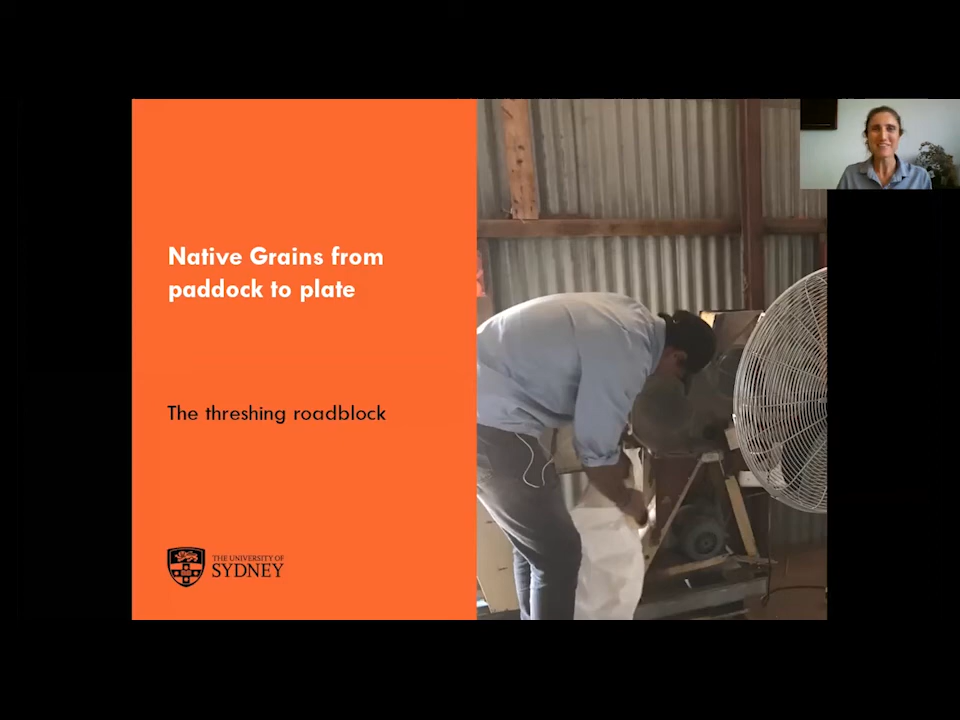 Native Grains from
paddock to plate
The threshing roadblock
THE UNIVERSITY OF
SYDNEY